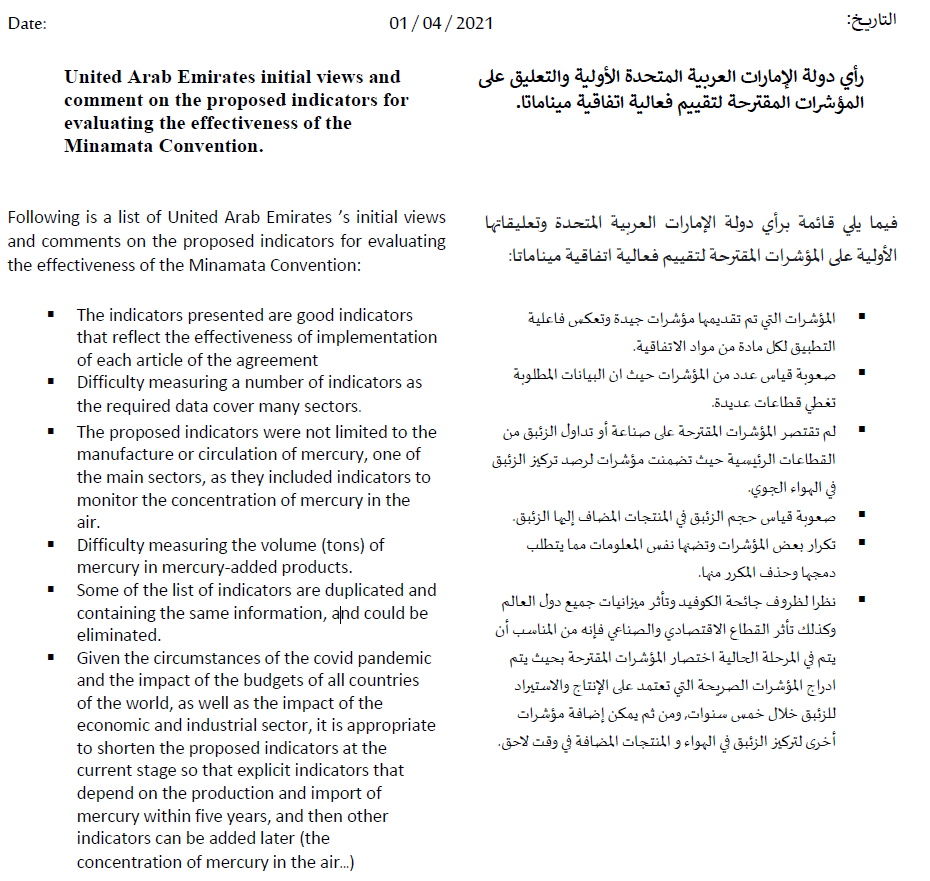 Date:
01 / 04 / 2021
التاريخ:
United Arab Emirates initial views and
comment on the proposed indicators for
evaluating the effectiveness of the
Minamata Convention.
رأي دولة الإمارات العربية المتحدة الأولية والتعليق على
المؤشرات المقترحة لتقييم فعالية اتفاقية ميناماتا.
Following is a list of United Arab Emirates ’s initial views
and comments on the proposed indicators for evaluating
the effectiveness of the Minamata Convention:
فيما يلي قائمة برأي دولة الإمارات العربية المتحدة وتعليقاتها
الأولية على المؤشرات المقترحة لتقييم فعالية اتفاقية ميناماتا:
▪ The indicators presented are good indicators
that reflect the effectiveness of implementation
of each article of the agreement
▪ Difficulty measuring a number of indicators as
the required data cover many sectors.
▪ The proposed indicators were not limited to the
manufacture or circulation of mercury, one of
the main sectors, as they included indicators to
monitor the concentration of mercury in the
air.
▪ Difficulty measuring the volume (tons) of
mercury in mercury-added products.
▪ Some of the list of indicators are duplicated and
containing the same information, and could be
eliminated.
▪ Given the circumstances of the covid pandemic
and the impact of the budgets of all countries
of the world, as well as the impact of the
economic and industrial sector, it is appropriate
to shorten the proposed indicators at the
current stage so that explicit indicators that
depend on the production and import of
mercury within five years, and then other
indicators can be added later (the
concentration of mercury in the air…)
▪ المؤشرات التي تم تقديمها مؤشرات جيدة وتعكس فاعلية
التطبيق لكل مادة من مواد الاتفاقية.
▪ صعوبة قياس عدد من المؤشرات حيث ان البيانات المطلوبة
تغطي قطاعات عديدة.
▪ لم تقتصر المؤشرات المقترحة على صناعة أو تداول الزئبق من
القطاعات الرئيسية حيث تضمنت مؤشرات لرصد تركيز الزئبق
في الهواء الجوي.
▪ صعوبة قياس حجم الزئبق في المنتجات المضاف إليها الزئبق.
▪ تكرار بعض المؤشرات وتضنها نفس المعلومات مما يتطلب
دمجها وحذف المكرر منها.
▪ نظرا لظروف جائحة الكوفيد وتأثر ميزانيات جميع دول العالم
وكذلك تأثر القطاع الاقتصادي والصناعي فإنه من المناسب أن
يتم في المرحلة الحالية اختصار المؤشرات المقترحة بحيث يتم
ادراج المؤشرات الصريحة التي تعتمد على الإنتاج والاستيراد
للزئبق خلال خمس سنوات، ومن ثم يمكن إضافة مؤشرات
أخرى لتركيز الزئبق في الهواء و المنتجات المضافة في وقت لاحق.